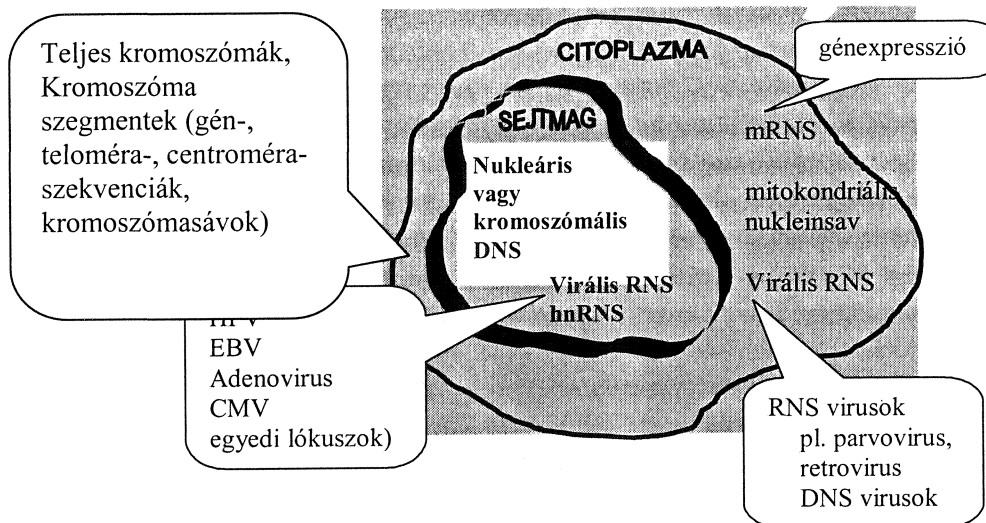 Teljes kromoszómák,
Kromoszóma
szegmentek (gén-,
teloméra-, centroméra-
szekvenciák,
kromoszómasávok)
EBV
Adenovirus
CMV
egyedi lókuszok)
CITOPLAZMA
SEJTMAG
Nukleáris
vagy
kromoszómális
DNS
Virális RNS
hnRNS
génexpresszió
mRNS
mitokondriális
nukleinsav
Virális RNS
RNS virusok
pl. parvovirus,
retrovirus
DNS virusok